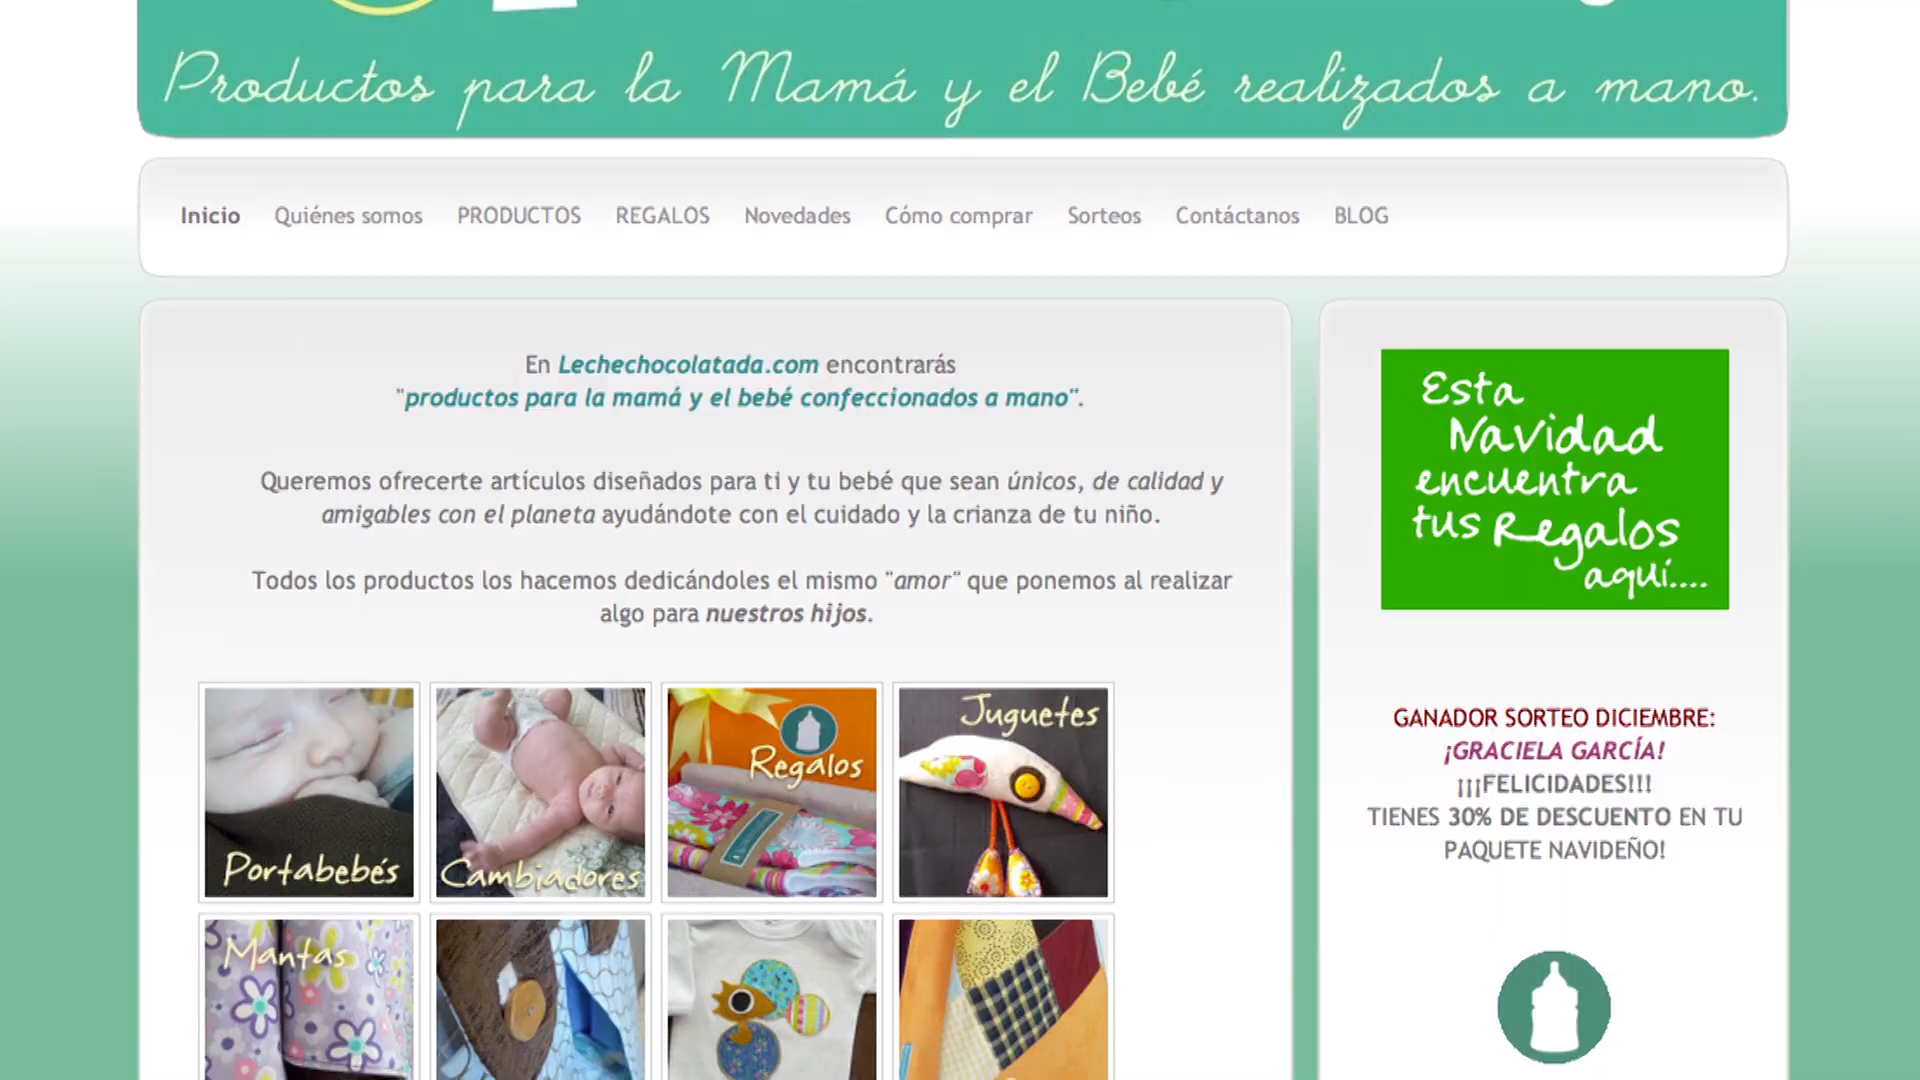 Productos para la Mamá y el Bebé realizados a mano.
Inicio Quiénes somos PRODUCTOS REGALOS Novedades Cómo comprar Sorteos Contáctanos BLOG
En Lechechocolatada.com encontrarás
"productos para la mamá y el bebé confeccionados a mano".
Queremos ofrecerte artículos diseñados para ti y tu bebé que sean únicos, de calidad y
amigables con el planeta ayudándote con el cuidado y la crianza de tu niño.
Todos los productos los hacemos dedicándoles el mismo "amor" que ponemos al realizar
algo para nuestros hijos.
Portabebés
Cambiadores
Regalos
Juguetes
Mantas
Esta
Navidad
encuentra
tus Regalos
aquí....
GANADOR SORTEO DICIEMBRE:
¡GRACIELA GARCÍA!
¡¡¡FELICIDADES!!!
TIENES 30% DE DESCUENTO EN TU
PAQUETE NAVIDEÑO!